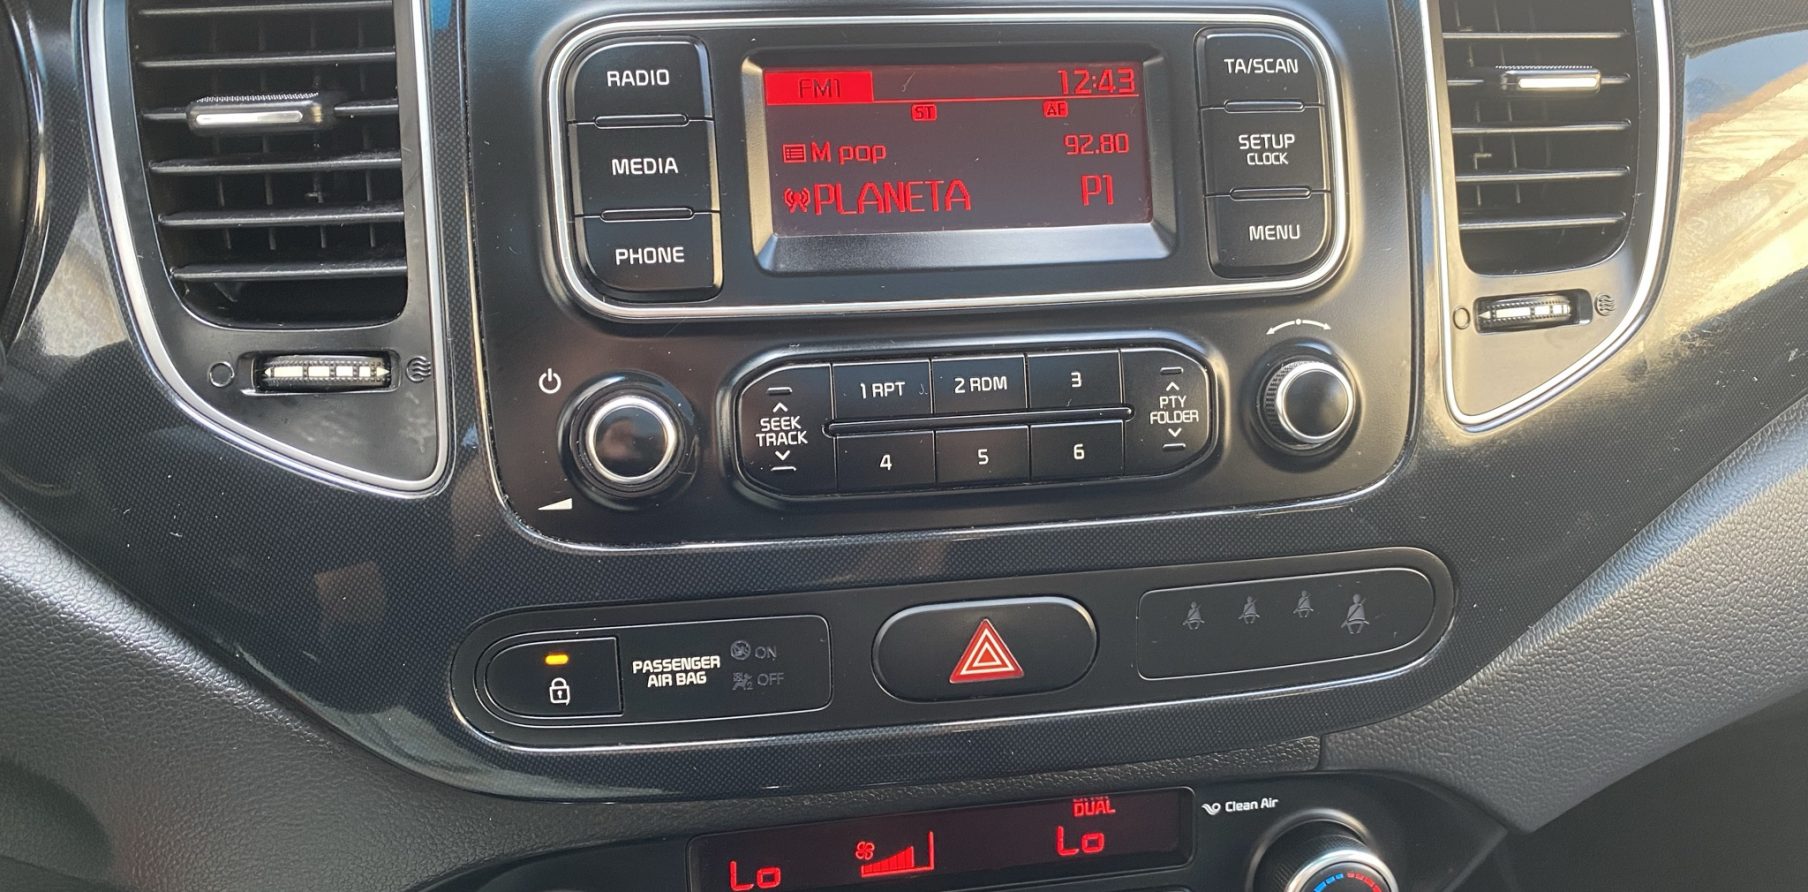 RADIO
MEDIA
PHONE
FM1 12:43
ST AF
M pop 92.80
PLANETA P1
TA/SCAN
SETUP
CLOCK
MENU
SEEK
TRACK
1 RPT 2 RDM 3
4 5 6
PTY
FOLDER
PASSENGER
AIR BAG
ON
OFF
DUAL
Lo Lo
Clean Air